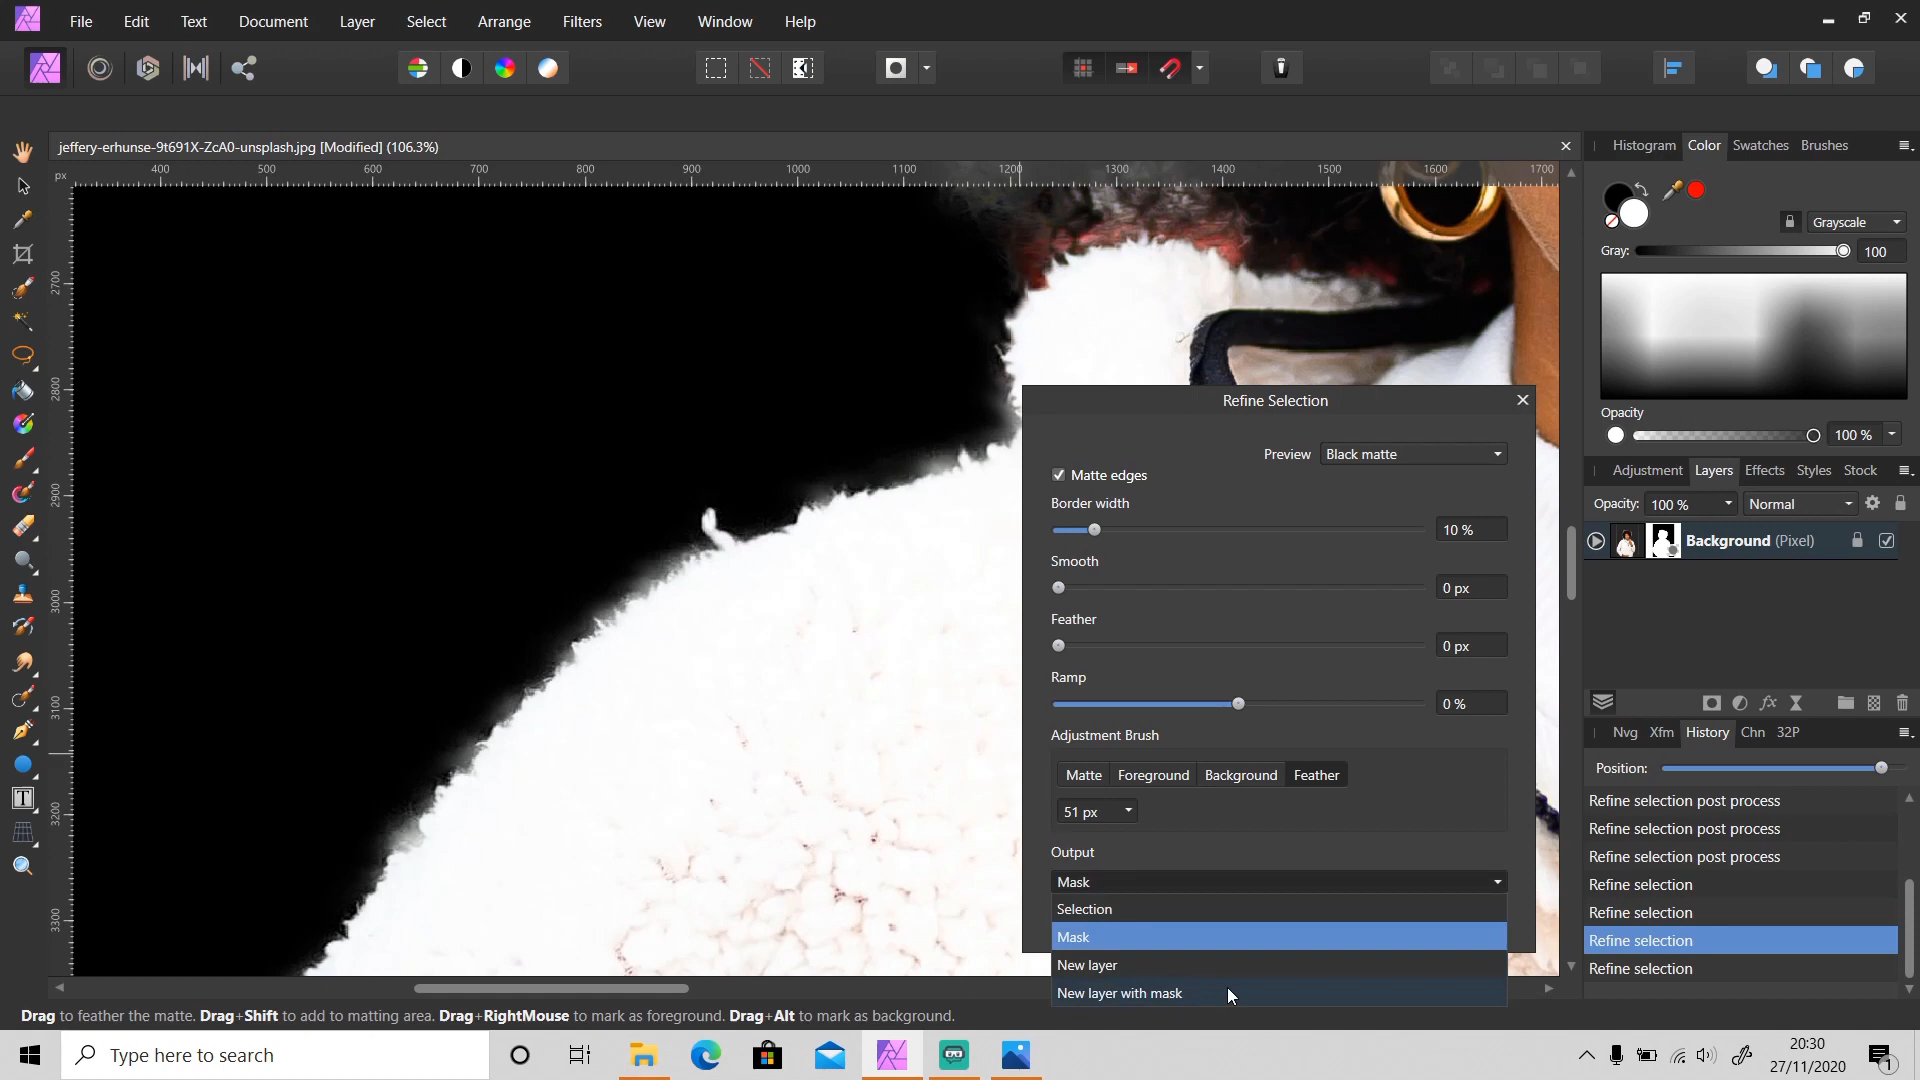 File Edit Text Document Layer Select Arrange Filters View Window Help
jeffery-erhunse-9t691X-ZcA0-unsplash.jpg [Modified] (106.3%)
px 400 500 600 700 800 900 1000 1100 1200 1300 1400 1500 1600 1700
2700
2800
2900
3000
3100
3200
3300
Histogram Color Swatches Brushes
Grayscale
Gray: 100
Opacity
100 %
Adjustment Layers Effects Styles Stock
Opacity: 100 % Normal
Background (Pixel)
Nvg Xfm History Chn 32P
Position:
Refine selection post process
Refine selection post process
Refine selection post process
Refine selection
Refine selection
Refine selection
Refine selection
Refine Selection
Preview Black matte
Matte edges
Border width
10 %
Smooth
0 px
Feather
0 px
Ramp
0 %
Adjustment Brush
Matte Foreground Background Feather
51 px
Output
Mask
Selection
Mask
New layer
New layer with mask
Drag to feather the matte. Drag+Shift to add to matting area. Drag+RightMouse to mark as foreground. Drag+Alt to mark as background.
Type here to search
20:30
27/11/2020
1